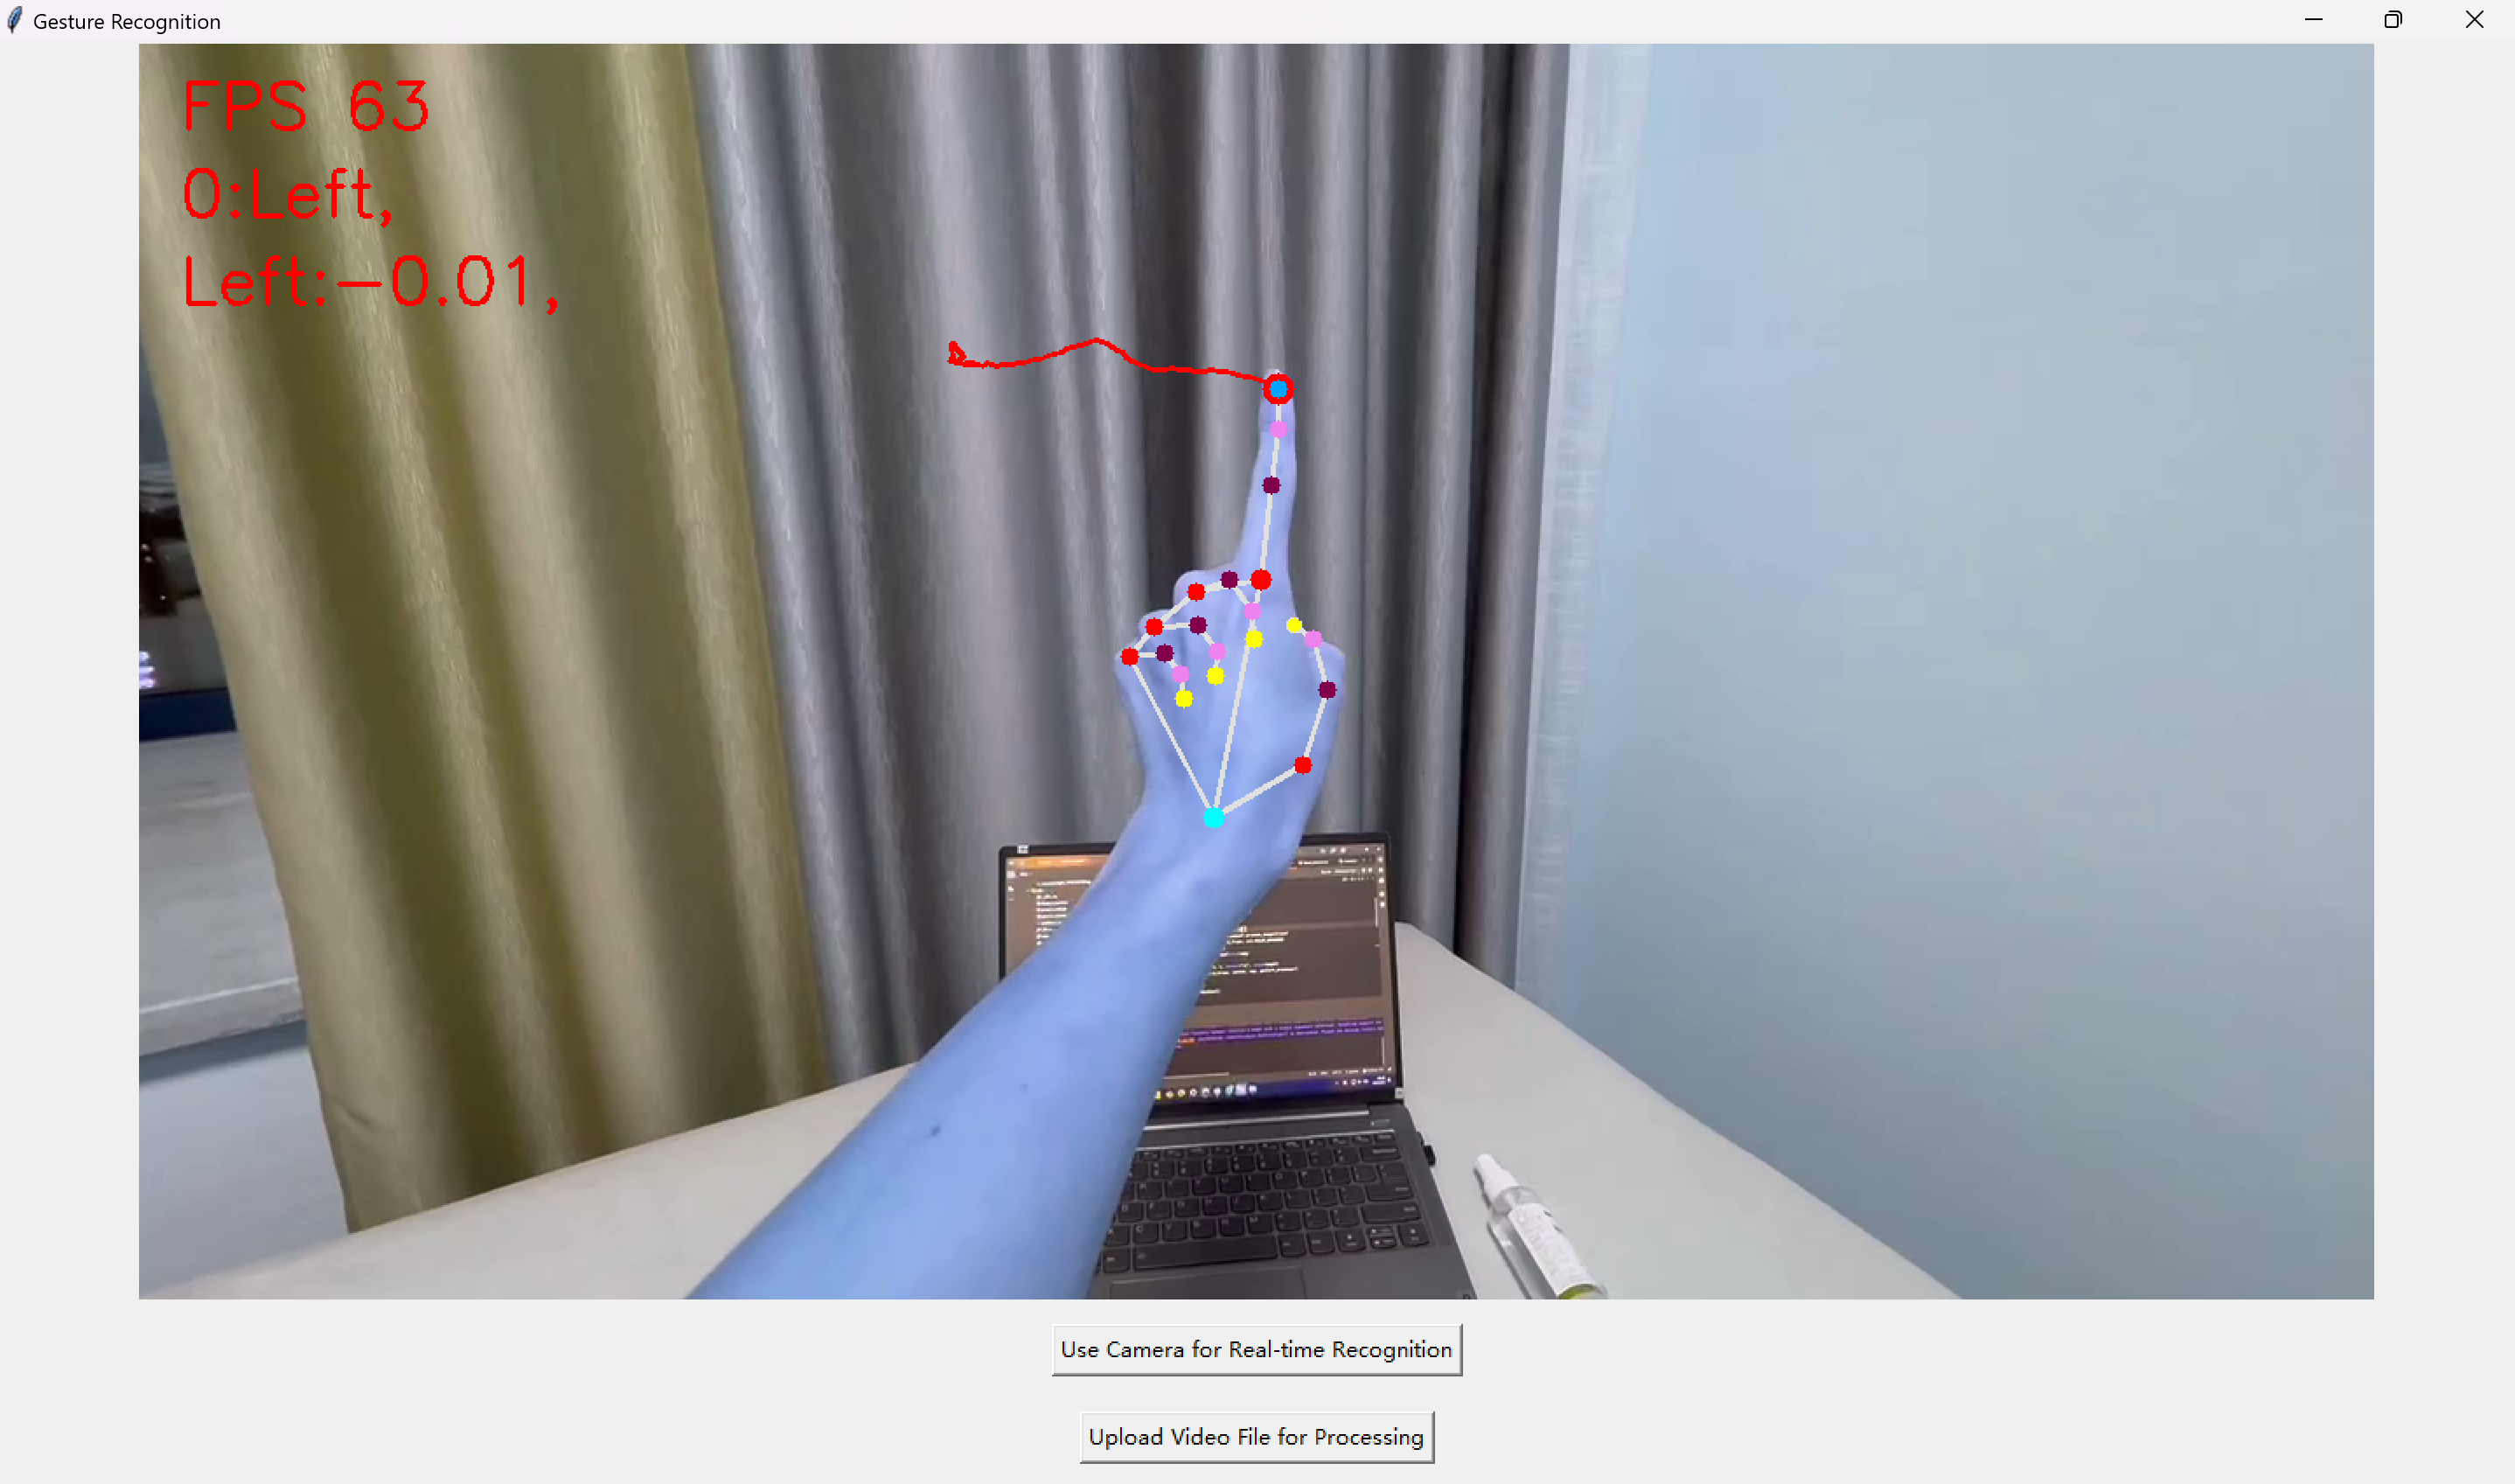 Gesture Recognition
FPS 63
0:Left,
Left:-0.01,
Use Camera for Real-time Recognition
Upload Video File for Processing